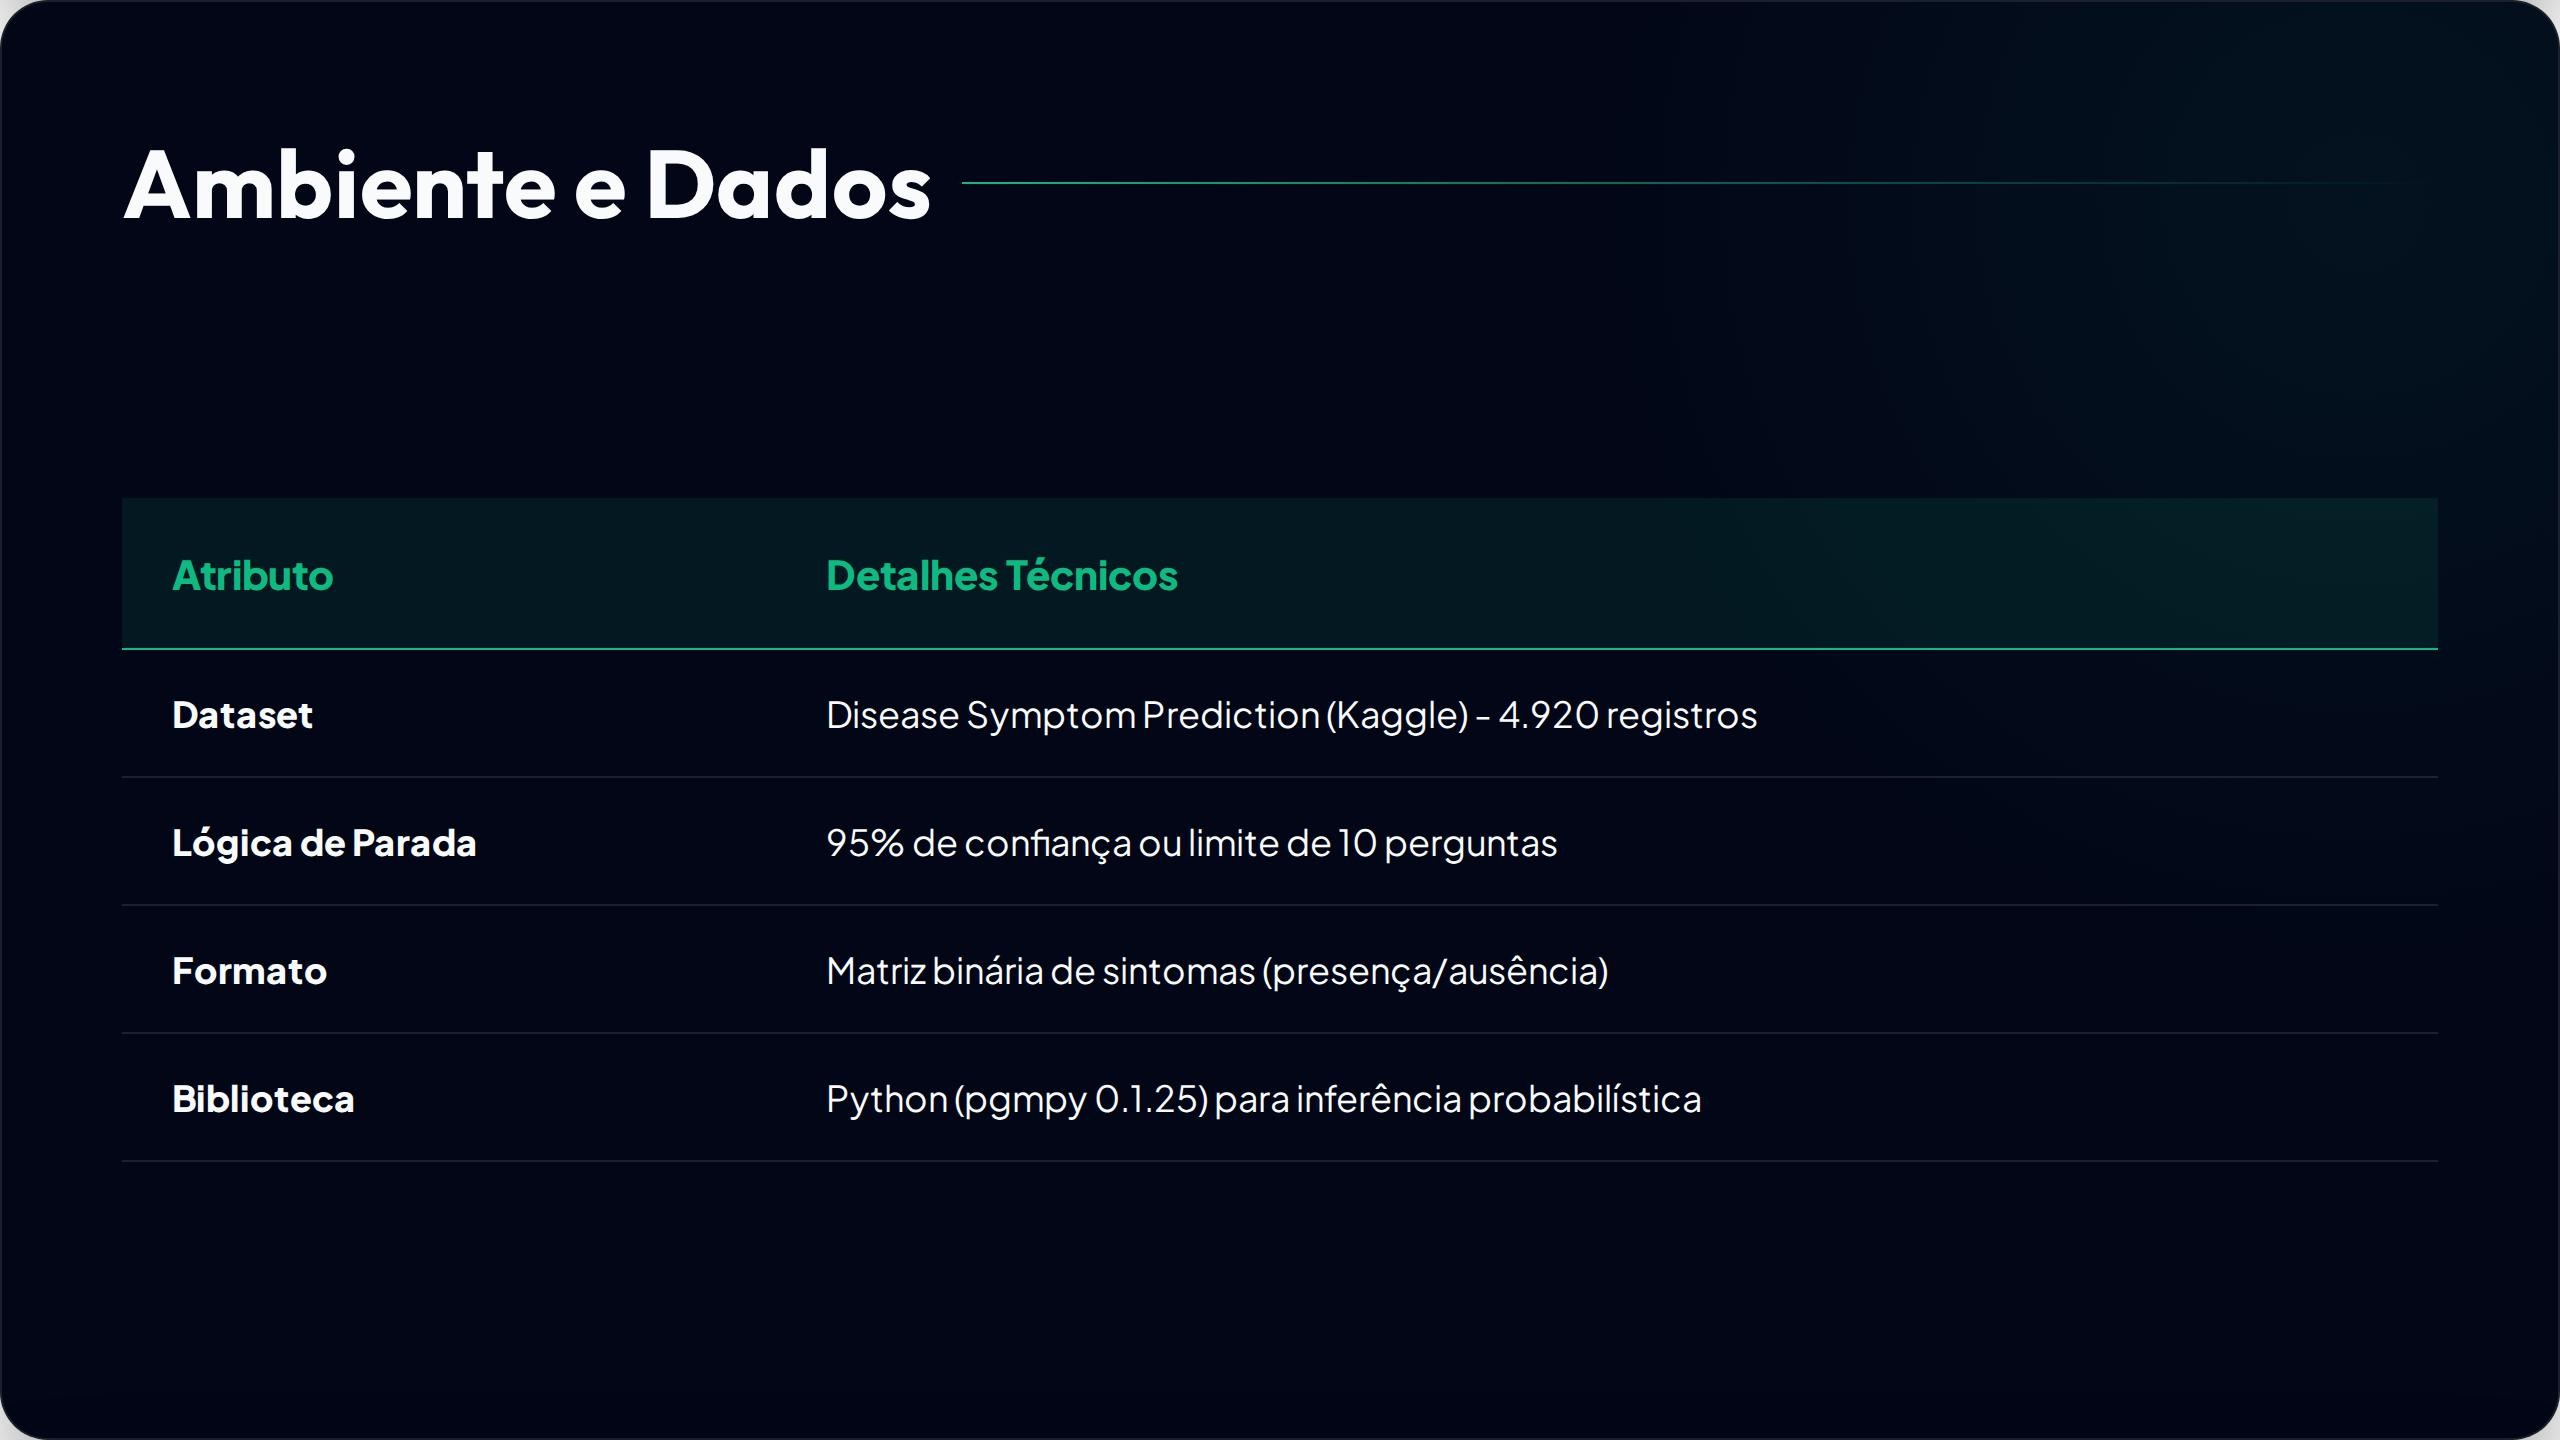 Ambiente e Dados
Atributo Detalhes Técnicos
Dataset Disease Symptom Prediction (Kaggle) - 4.920 registros
Lógica de Parada 95% de confiança ou limite de 10 perguntas
Formato Matriz binária de sintomas (presença/ausência)
Biblioteca Python (pgmpy 0.1.25) para inferência probabilística